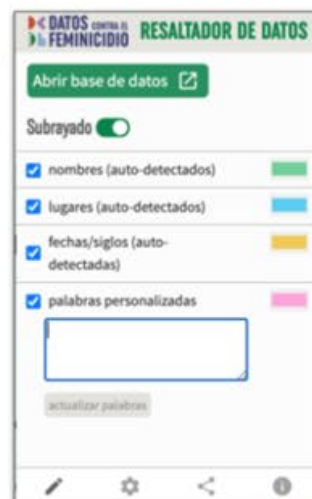 DATOS CONTRA EL
FEMINICIDIO
RESALTADOR DE DATOS
Abrir base de datos
Subrayado
nombres (auto-detectados)
lugares (auto-detectados)
fechas/siglos (auto-
detectadas)
palabras personalizadas
actualizar palabras